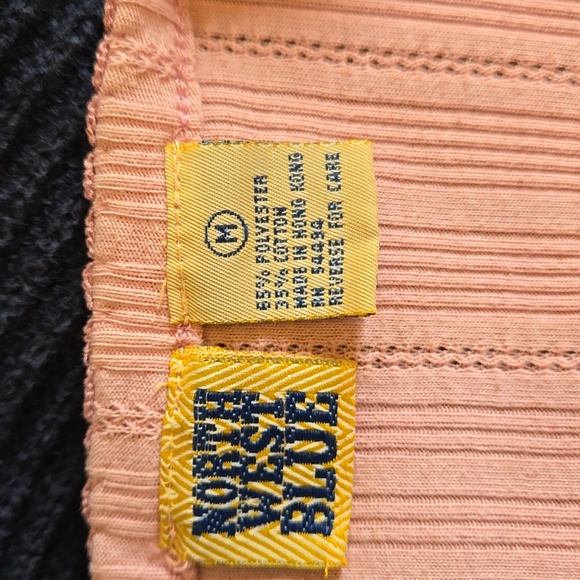 M
65% POLYESTER
35% COTTON
MADE IN HONG KONG
RN 54494
REVERSE FOR CARE
NORTH
WEST
BLUE